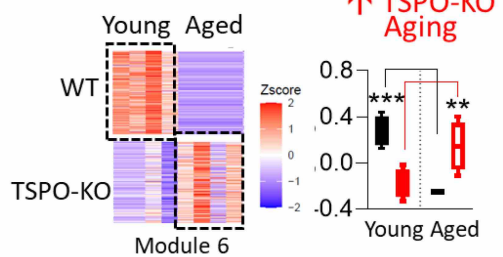 ↑ TSPO-KO
Aging
Young Aged
WT
TSPO-KO
Module 6
Zscore
2
1
0
−1
−2
0.8
0.4
0.0
-0.4
***
**
Young Aged